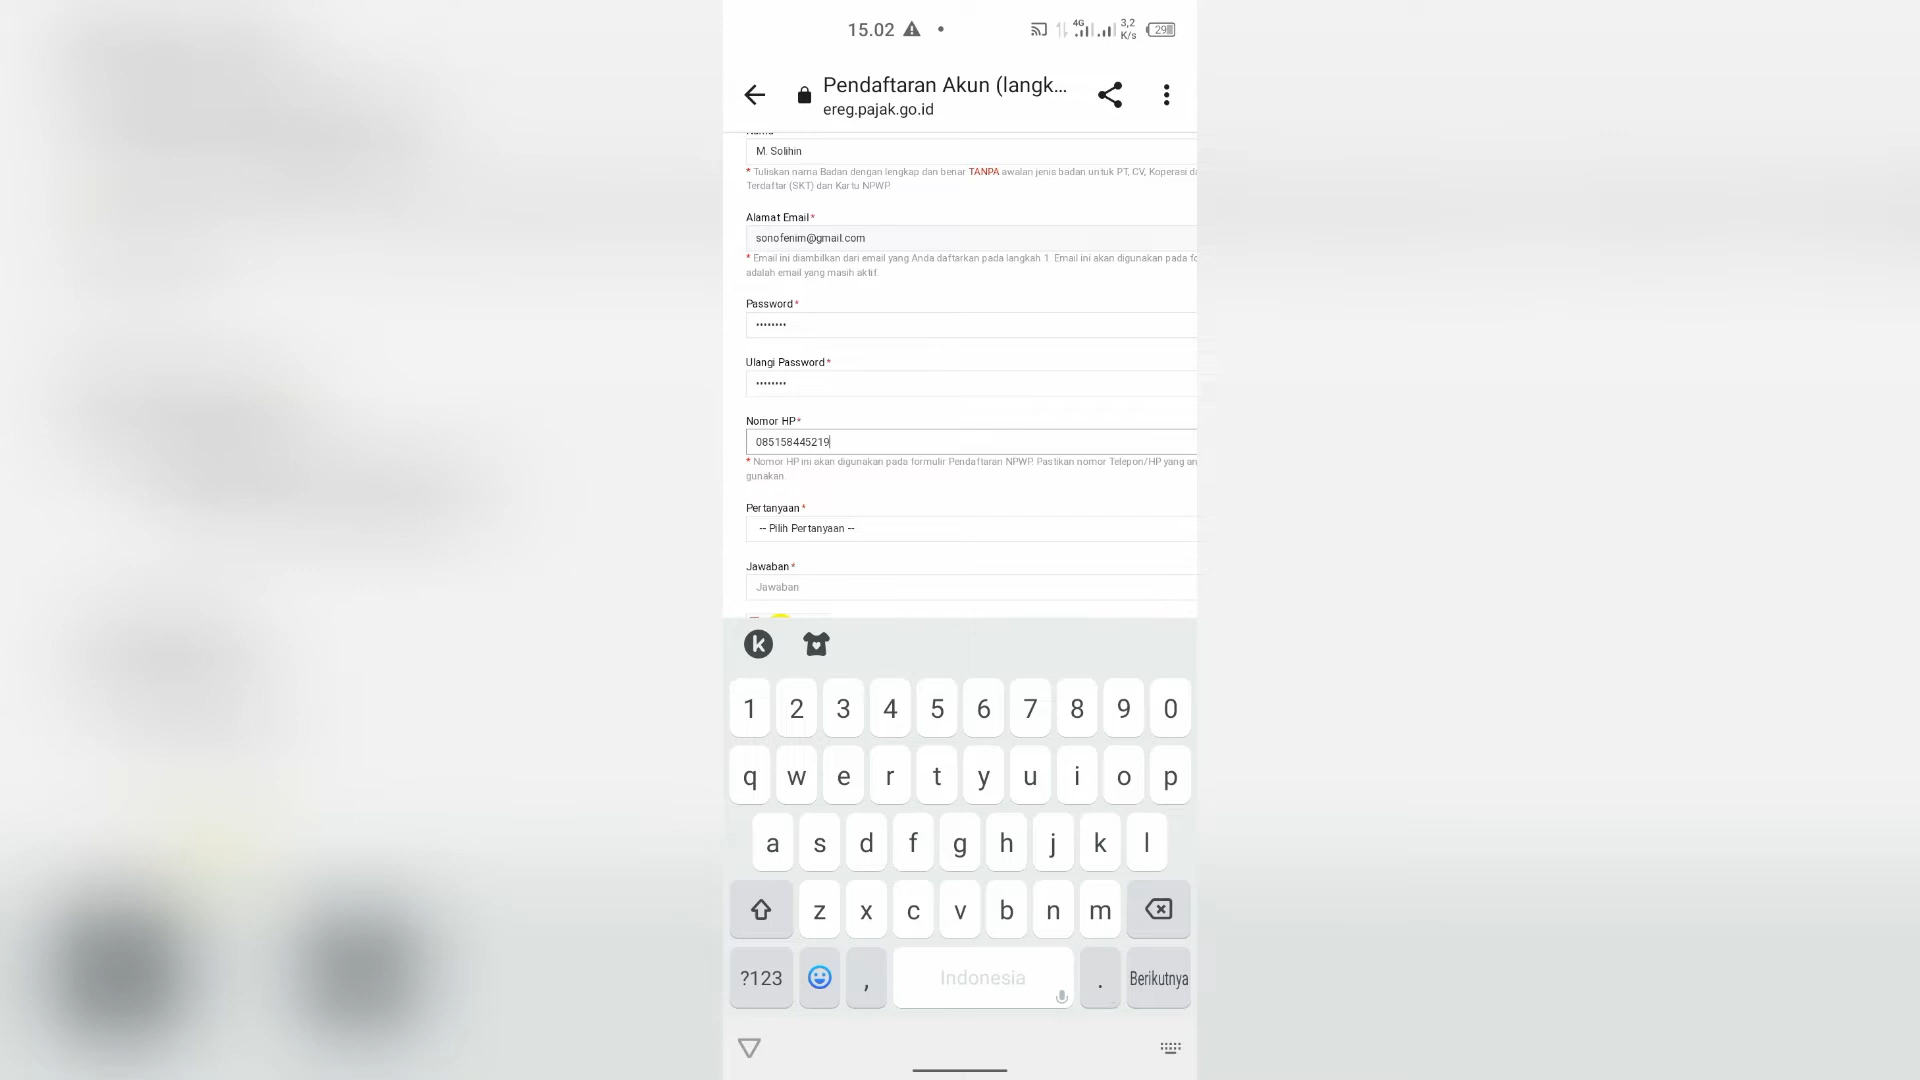 15.02
4G
3,2
K/s
29
Pendaftaran Akun (langk...
ereg.pajak.go.id
Nama
M. Solihin
* Tuliskan nama Badan dengan lengkap dan benar TANPA awalan jenis badan untuk PT, CV, Koperasi da
Terdaftar (SKT) dan Kartu NPWP.
Alamat Email*
sonofenim@gmail.com
* Email ini diambilkan dari email yang Anda daftarkan pada langkah 1. Email ini akan digunakan pada fo
adalah email yang masih aktif.
Password*
••••••••
Ulangi Password*
••••••••
Nomor HP*
085158445219
* Nomor HP ini akan digunakan pada formulir Pendaftaran NPWP. Pastikan nomor Telepon/HP yang an
gunakan.
Pertanyaan*
-- Pilih Pertanyaan --
Jawaban*
Jawaban
k
1 2 3 4 5 6 7 8 9 0
q w e r t y u i o p
a s d f g h j k l
z x c v b n m
?123 , Indonesia . Berikutnya